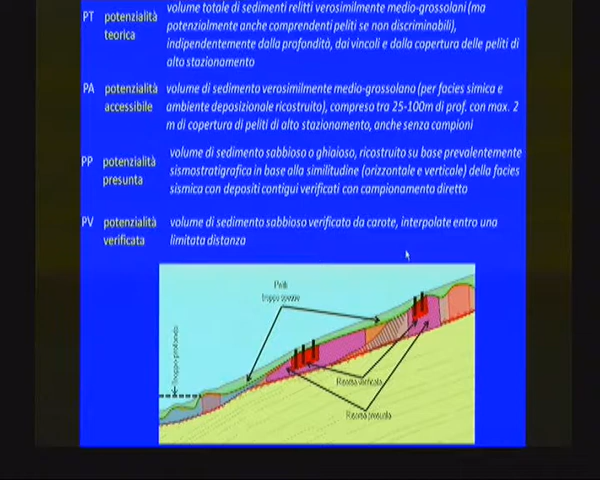 PT potenzialità teorica
volume totale di sedimenti relitti verosimilmente medio-grossolani (ma
potenzialmente anche comprendenti peliti se non discriminabili),
indipendentemente dalla profondità, dai vincoli e dalla copertura delle peliti di
alto stazionamento
PA potenzialità accessibile
volume di sedimento verosimilmente medio-grossolano (per facies simica e
ambiente deposizionale ricostruito), compreso tra 25-100m di prof. con max. 2
m di copertura di peliti di alto stazionamento, anche senza campioni
PP potenzialità presunta
volume di sedimento sabbioso o ghiaioso, ricostruito su base prevalentemente
sismostratigrafica in base alla similitudine (orizzontale e verticale) della facies
sismica con depositi contigui verificati con campionamento diretto
PV potenzialità verificata
volume di sedimento sabbioso verificato da carote, interpolate entro una
limitata distanza
Peliti
troppo spesse
Troppo profondo
Risorsa verificata
Risorsa presunta